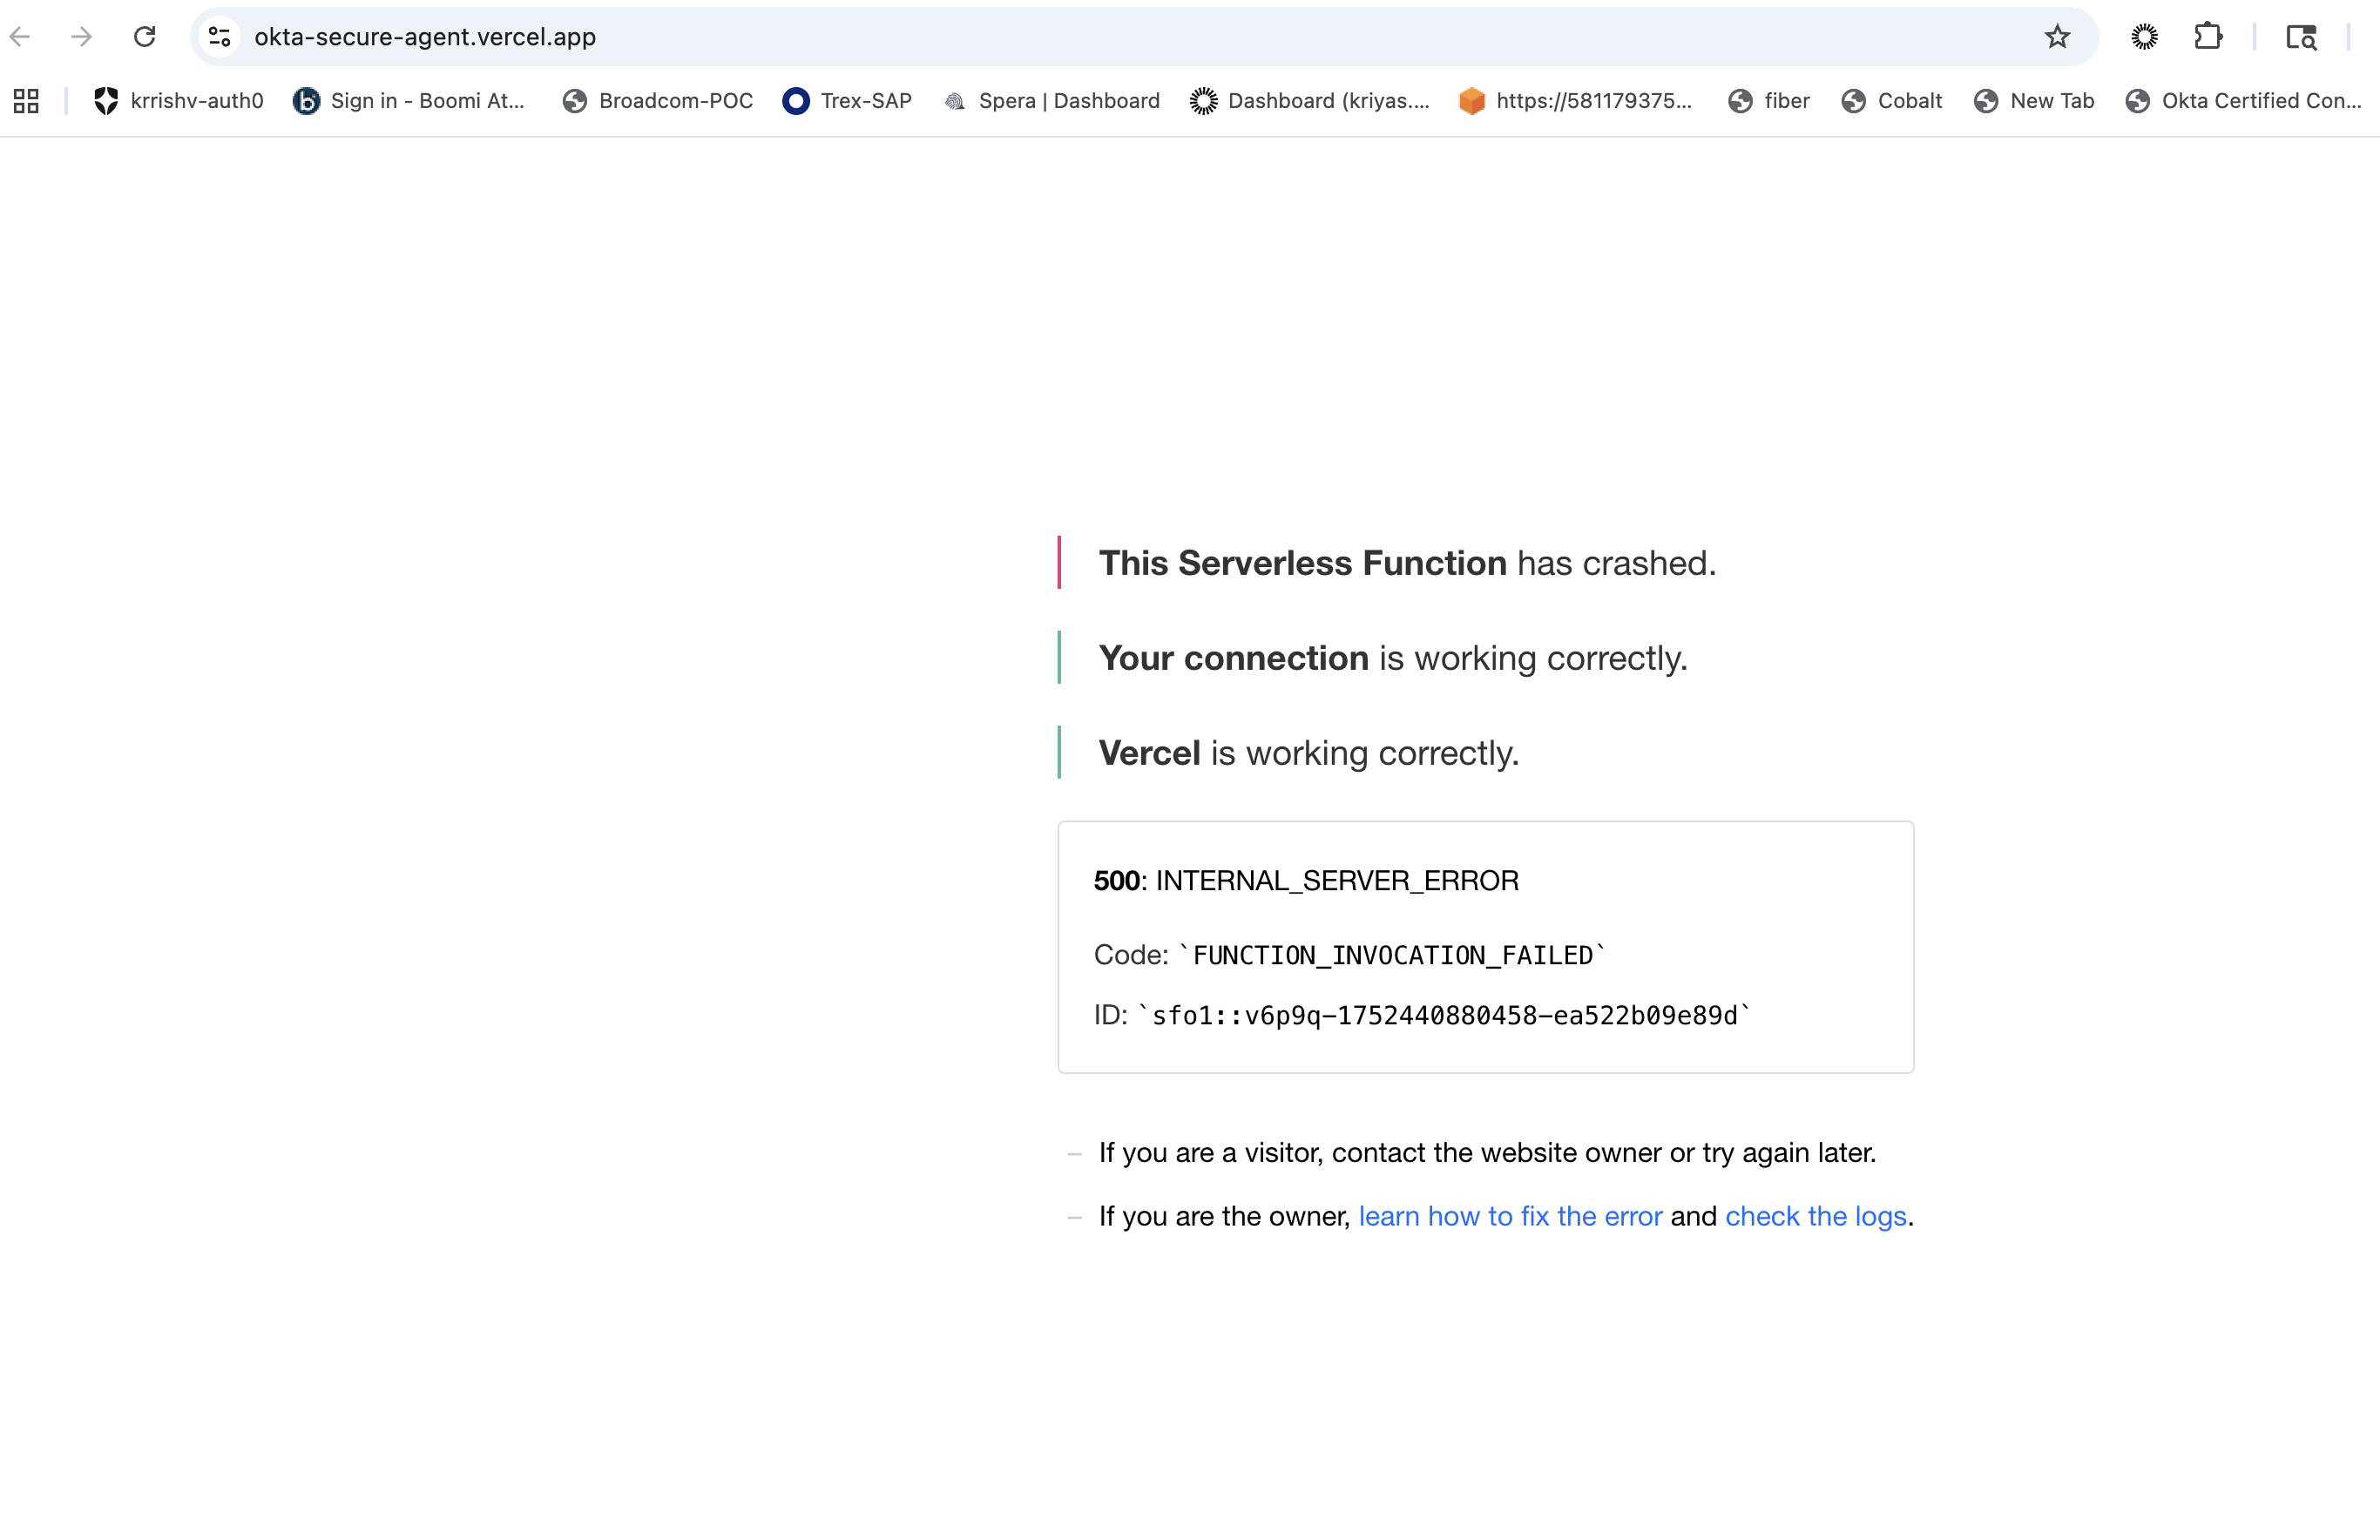 okta-secure-agent.vercel.app
krrishv-auth0 Sign in - Boomi At... Broadcom-POC Trex-SAP Spera | Dashboard Dashboard (kriyas.... https://581179375... fiber Cobalt New Tab Okta Certified Con...
This Serverless Function has crashed.
Your connection is working correctly.
Vercel is working correctly.
500: INTERNAL_SERVER_ERROR
Code: `FUNCTION_INVOCATION_FAILED`
ID: `sfo1::v6p9q-1752440880458-ea522b09e89d`
– If you are a visitor, contact the website owner or try again later.
– If you are the owner, learn how to fix the error and check the logs.